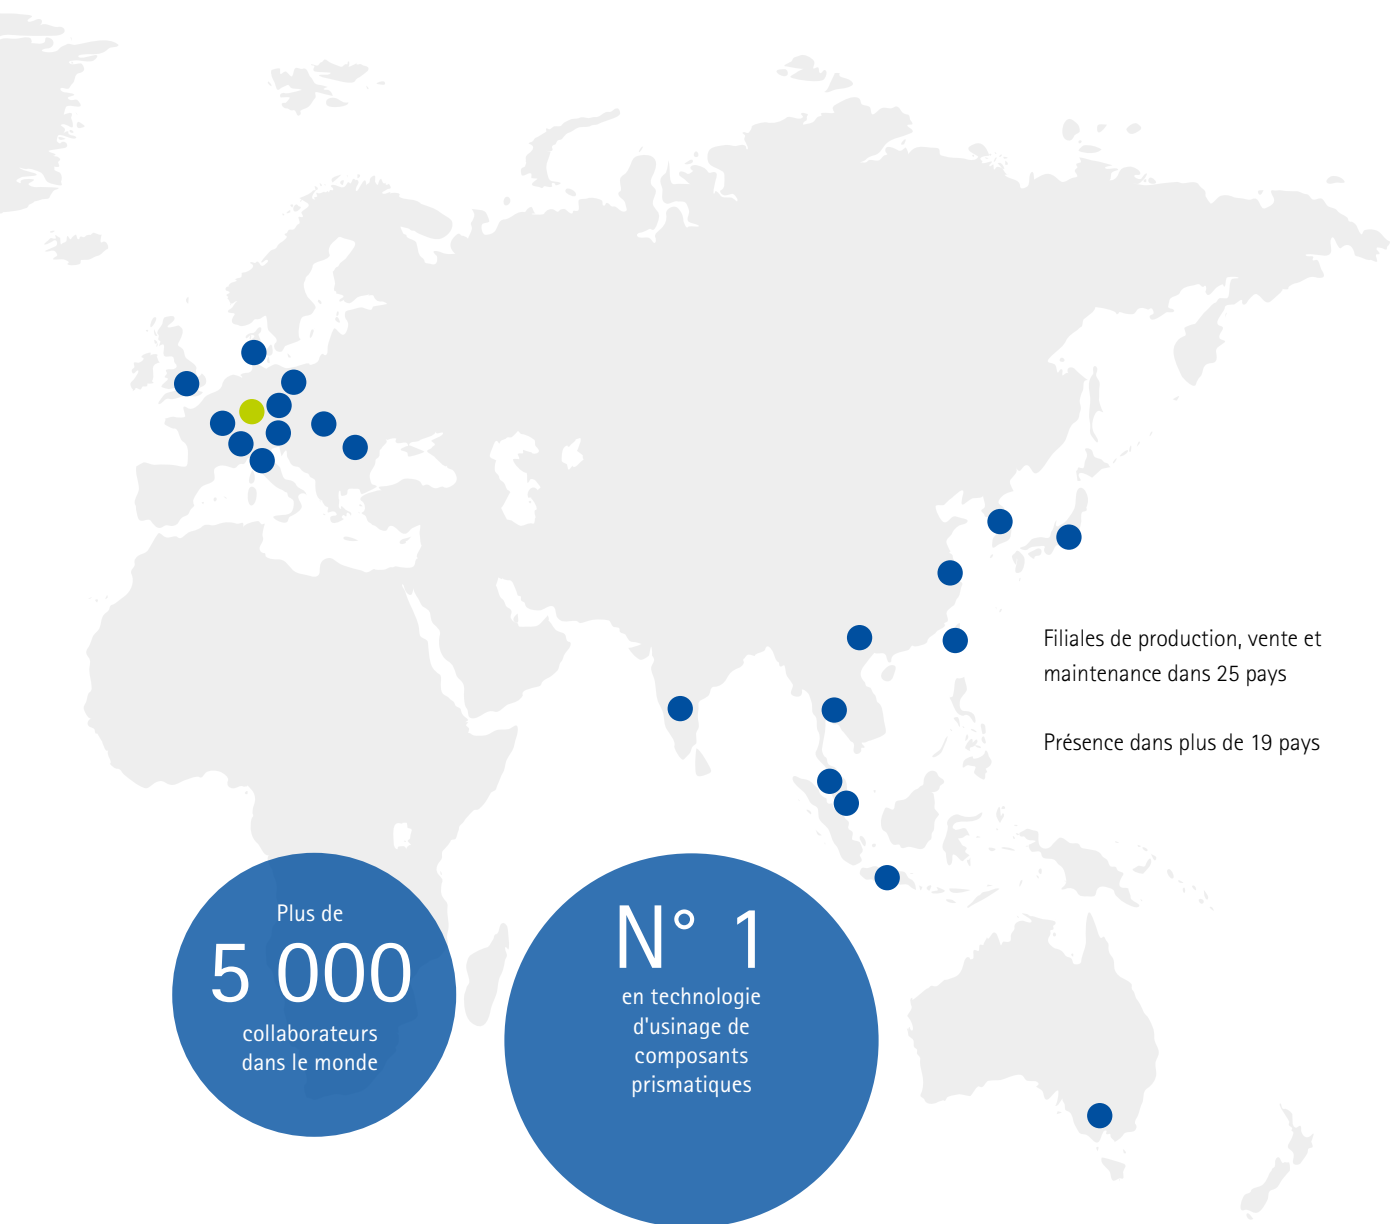 Filiales de production, vente et
maintenance dans 25 pays
Présence dans plus de 19 pays
Plus de
5 000
collaborateurs
dans le monde
N° 1
en technologie
d'usinage de
composants
prismatiques